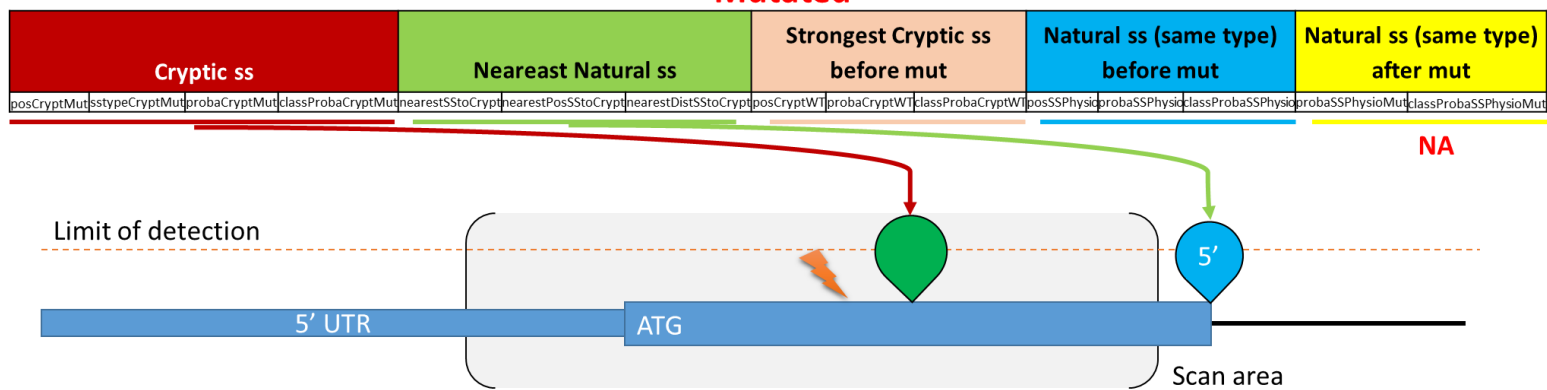 Mutated
Cryptic ss
Neareast Natural ss
Strongest Cryptic ss
before mut
Natural ss (same type)
before mut
Natural ss (same type)
after mut
posCryptMut sstypeCryptMut probaCryptMut classProbaCryptMut nearestSStoCrypt nearestPosSStoCrypt nearestDistSStoCrypt posCryptWT probaCryptWT classProbaCryptWT posSSPhysio probaSSPhysio classProbaSSPhysio probaSSPhysioMut classProbaSSPhysioMut
NA
Limit of detection
5'
5' UTR
ATG
Scan area